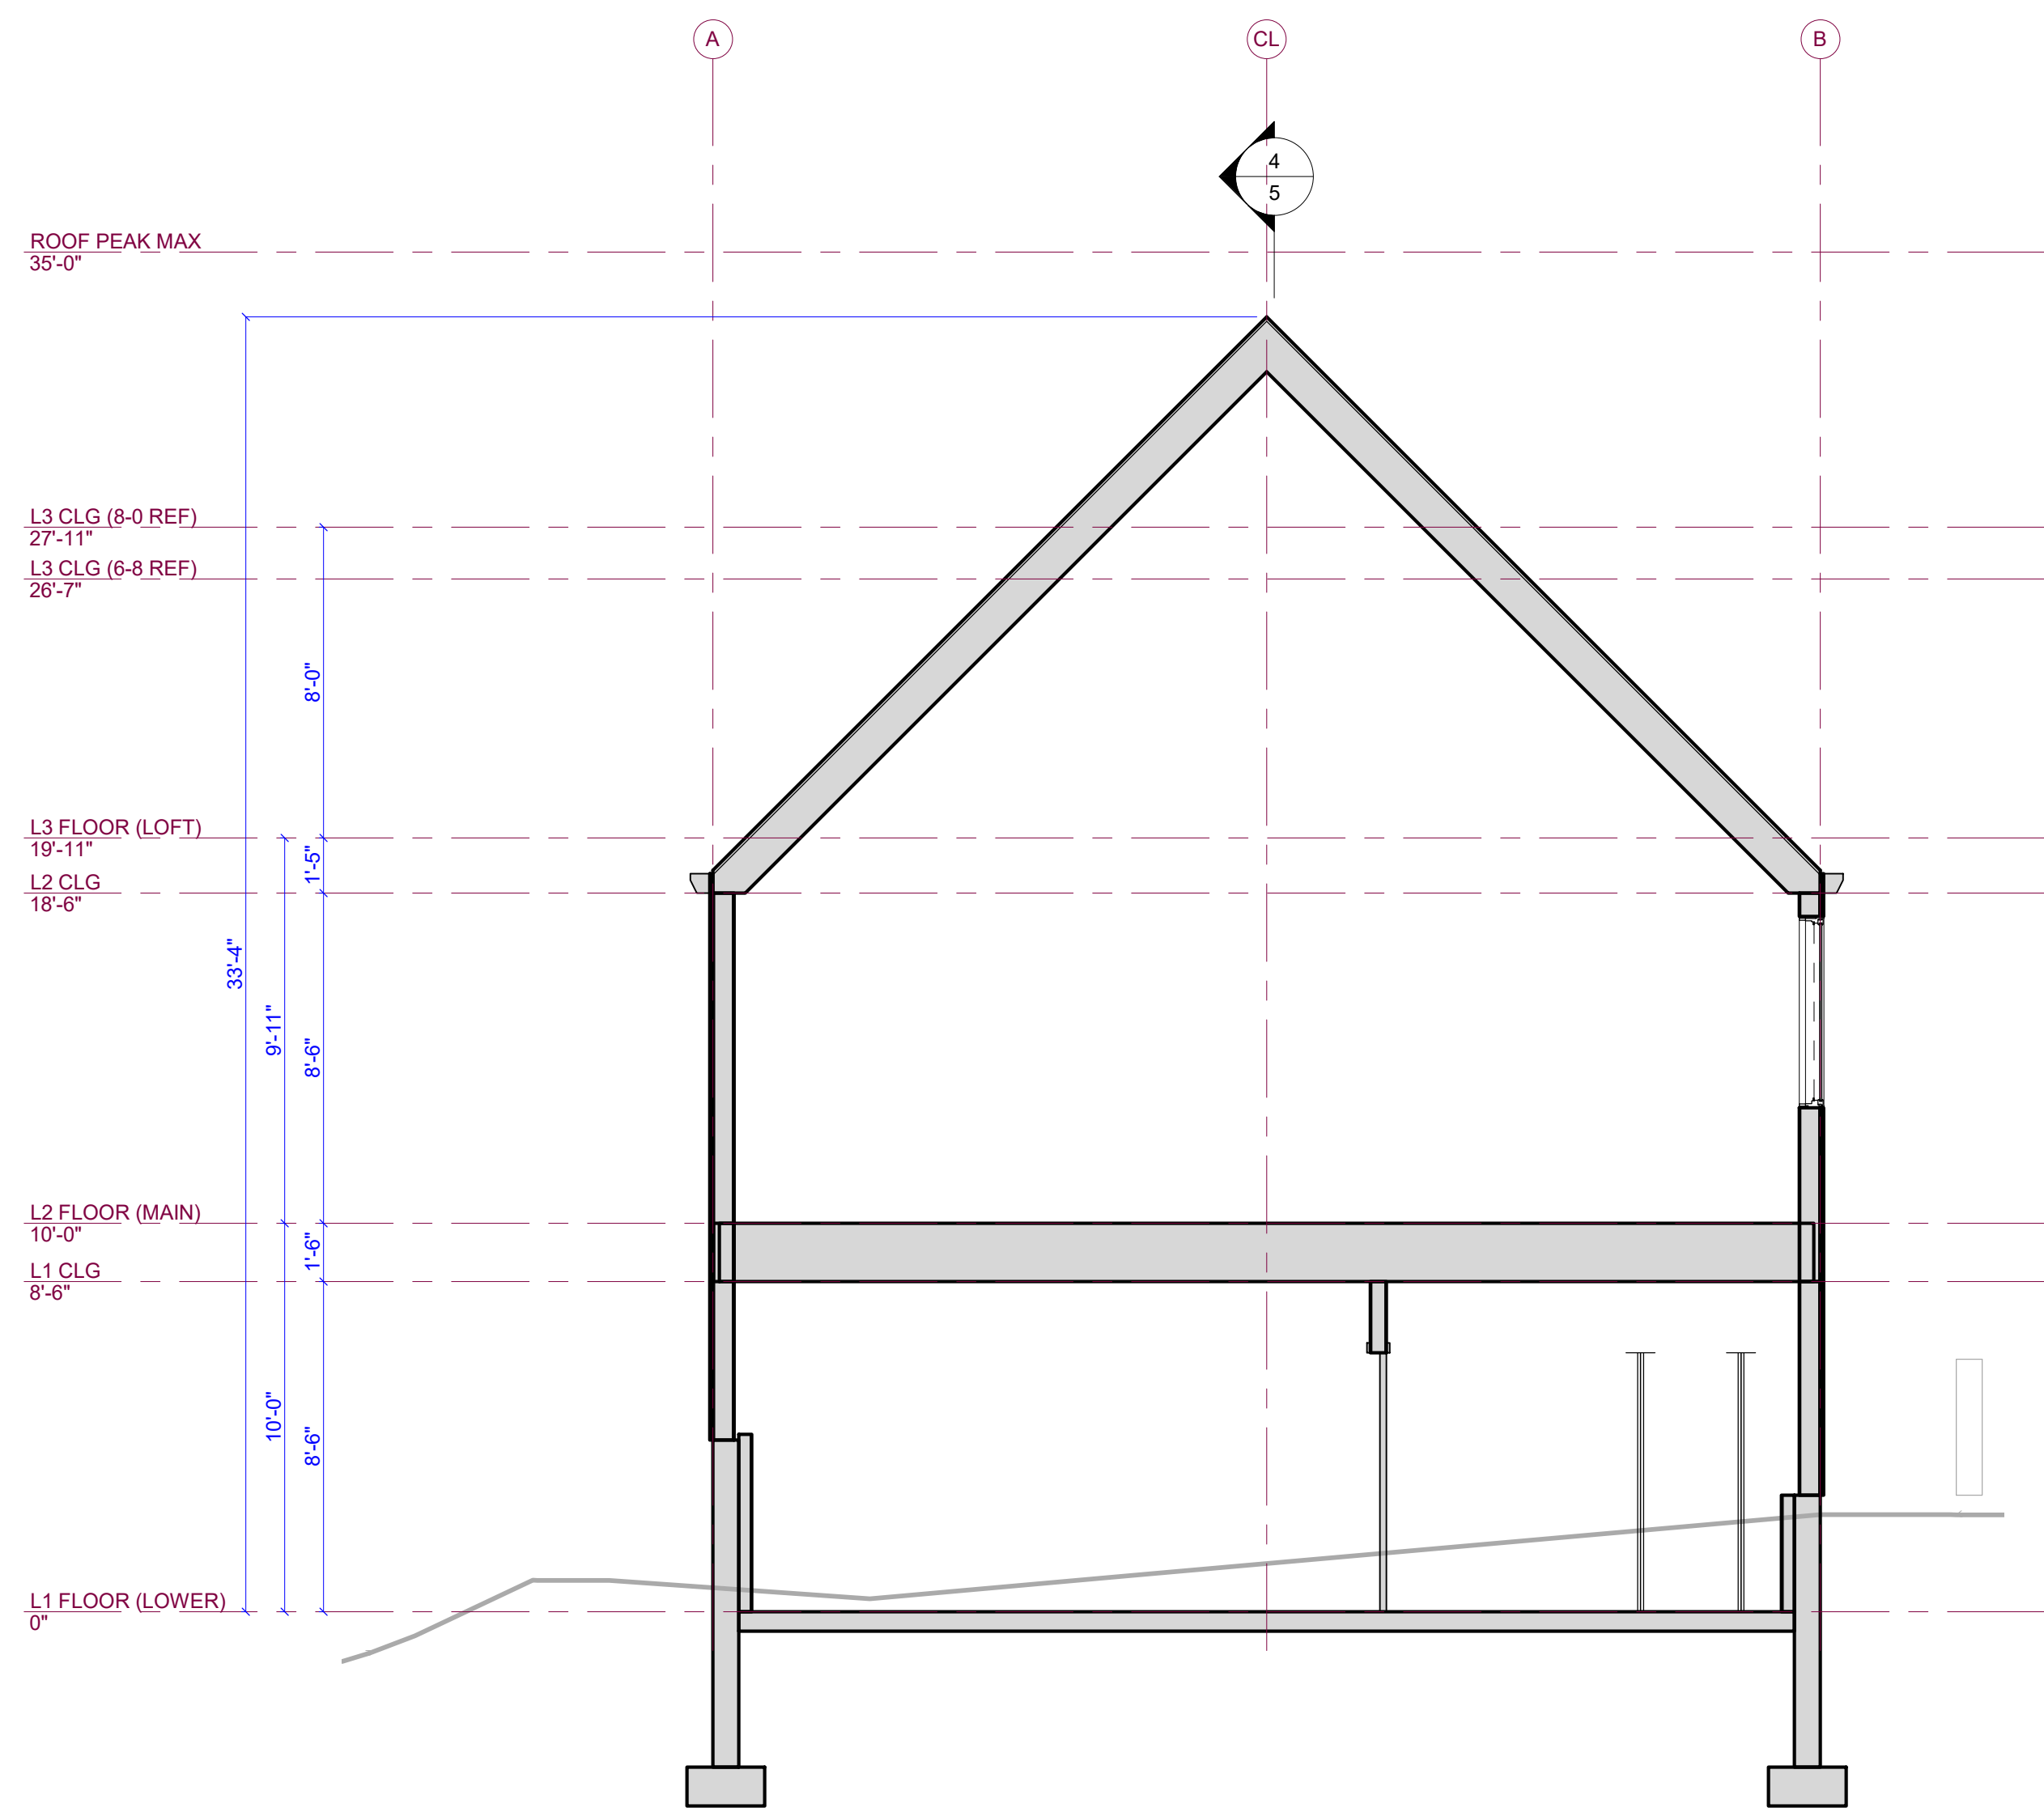 A
CL
B
4
5
ROOF PEAK MAX
35'-0"
L3 CLG (8-0 REF)
27'-11"
L3 CLG (6-8 REF)
26'-7"
8'-0"
L3 FLOOR (LOFT)
19'-11"
1'-5"
L2 CLG
18'-6"
33'-4"
9'-11"
8'-6"
L2 FLOOR (MAIN)
10'-0"
1'-6"
L1 CLG
8'-6"
10'-0"
8'-6"
L1 FLOOR (LOWER)
0"